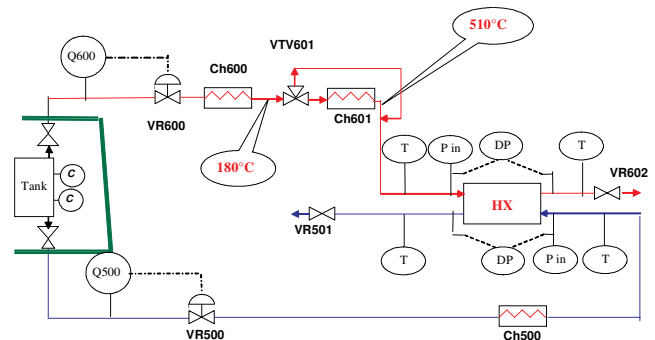 510°C
Q600
VTV601
Ch600
VR600
Ch601
180°C
T
P in
DP
T
VR602
Tank
C
C
HX
VR501
T
DP
P in
T
Q500
VR500
Ch500